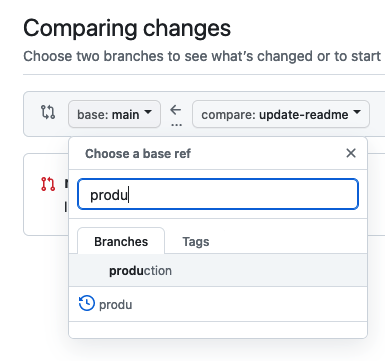 Comparing changes
Choose two branches to see what's changed or to start
base: main
← ...
compare: update-readme
Choose a base ref
produ
Branches
Tags
production
produ